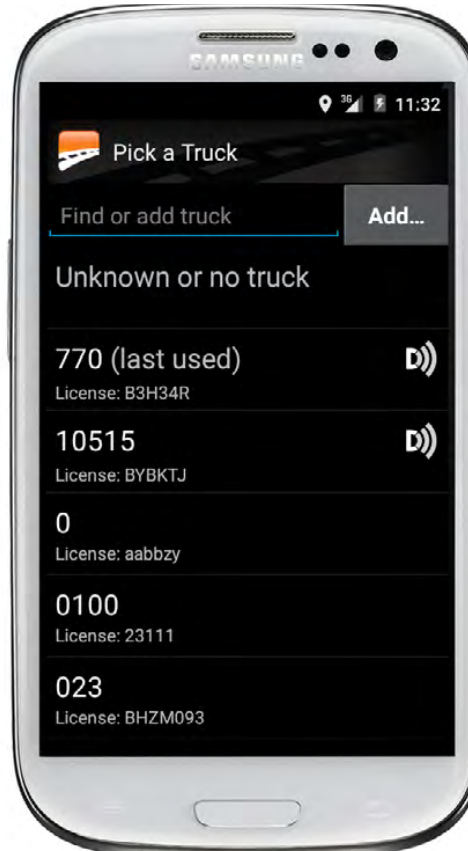 SAMSUNG
3G 11:32
Pick a Truck
Find or add truck
Add...
Unknown or no truck
770 (last used)
D
License: B3H34R
10515
D
License: BYBKTJ
0
License: aabbzy
0100
License: 23111
023
License: BHZM093